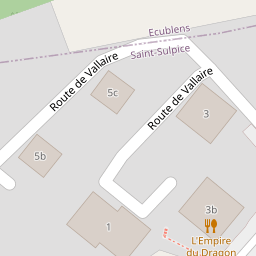 Ecublens
Saint-Sulpice
Route de Vallaire
Route de Vallaire
5c
3
5b
3b
1
L'Empire
du Dragon